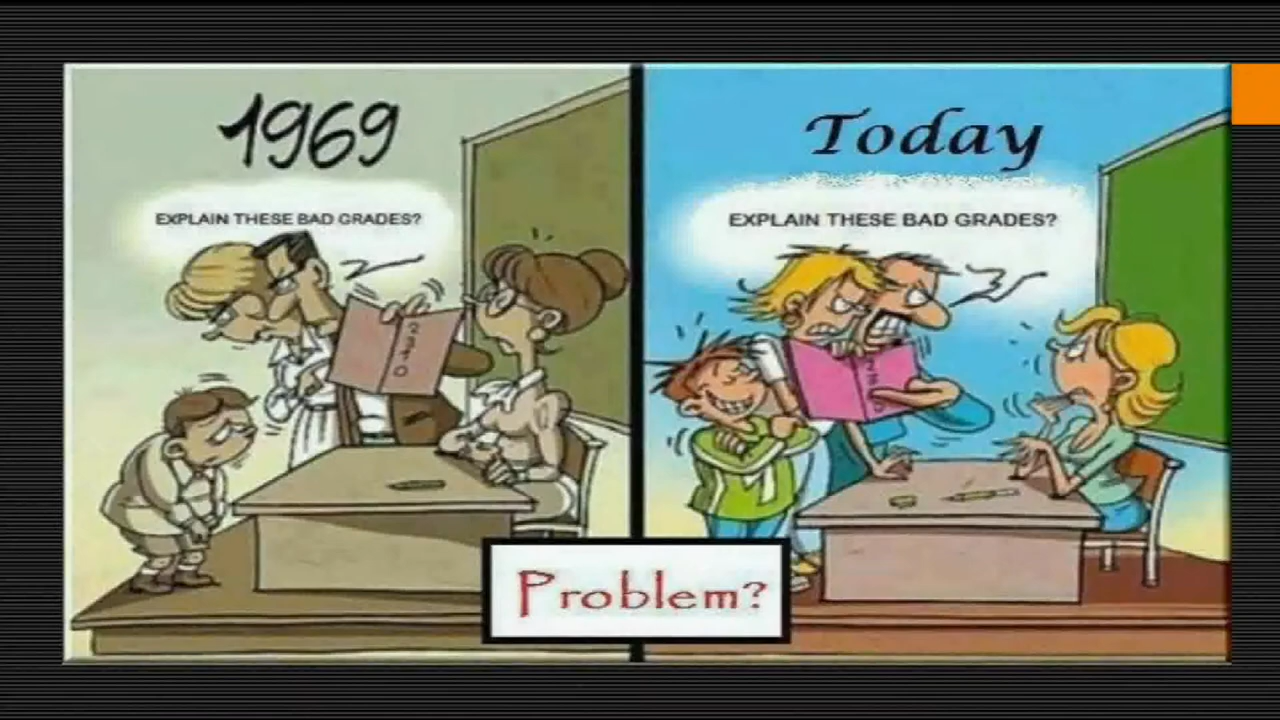 1969
EXPLAIN THESE BAD GRADES?
Today
EXPLAIN THESE BAD GRADES?
Problem?